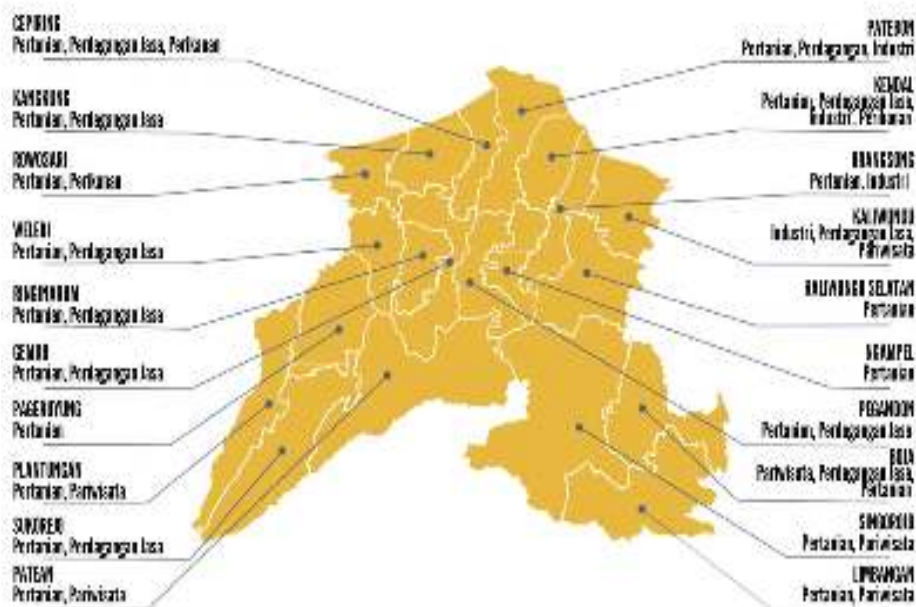 CEPIRING
Pertanian, Perdagangan Jasa, Perikanan
KANGKUNG
Pertanian, Perdagangan Jasa
ROWOSARI
Pertanian, Perikanan
WELERI
Pertanian, Perdagangan Jasa
RINGINARUM
Pertanian, Perdagangan Jasa
GEMUH
Pertanian, Perdagangan Jasa
PAGERUYUNG
Pertanian
PLANTUNGAN
Pertanian, Pariwisata
SUKOREJO
Pertanian, Perdagangan Jasa
PATEAN
Pertanian, Pariwisata
PATEBON
Pertanian, Perdagangan, Industri
KENDAL
Pertanian, Perdagangan Jasa,
Industri, Perikanan
BRANGSONG
Pertanian, Industri
KALIWUNGU
Industri, Perdagangan Jasa,
Pariwisata
KALIWUNGU SELATAN
Pertanian
NGAMPEL
Pertanian
PEGANDON
Pertanian, Perdagangan Jasa
BOJA
Pariwisata, Perdagangan Jasa,
Pertanian
SINGOROJO
Pertanian, Pariwisata
LIMBANGAN
Pertanian, Pariwisata